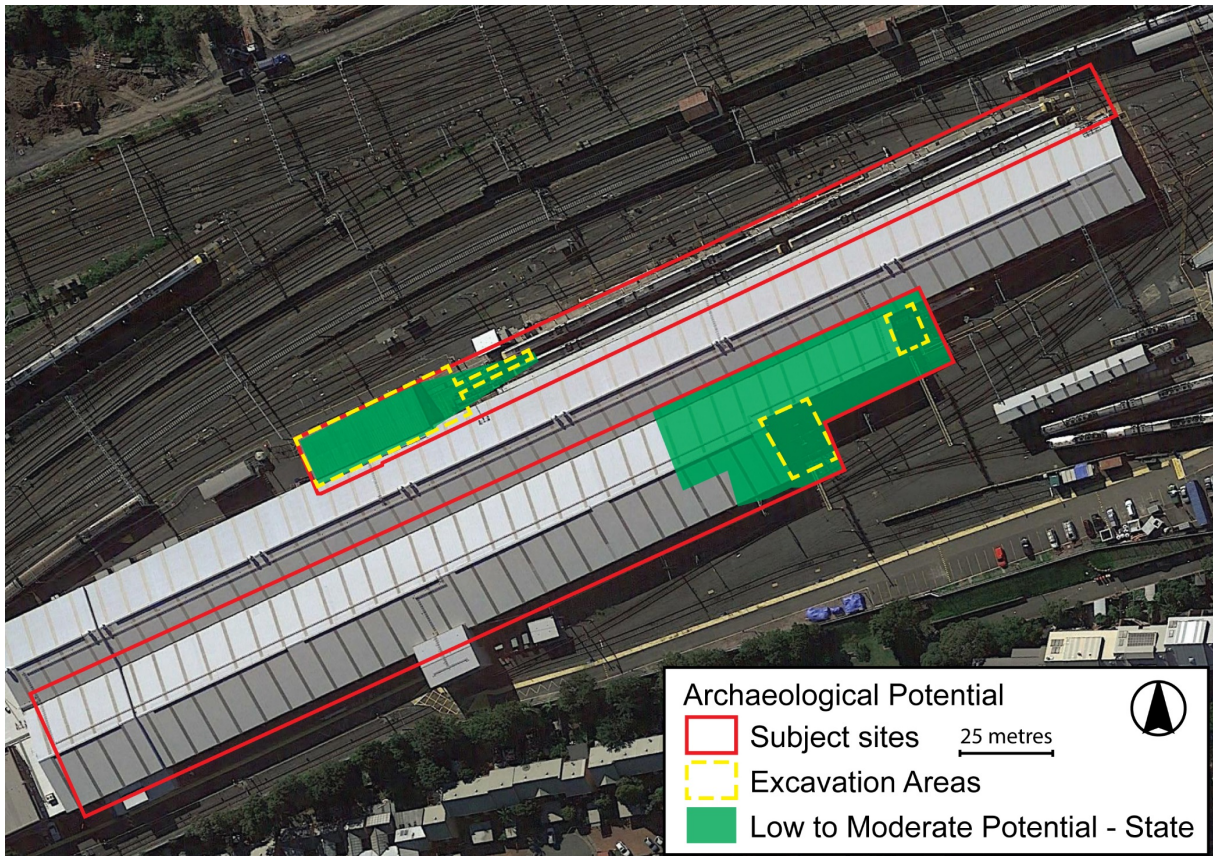 Archaeological Potential
Subject sites
25 metres
Excavation Areas
Low to Moderate Potential - State